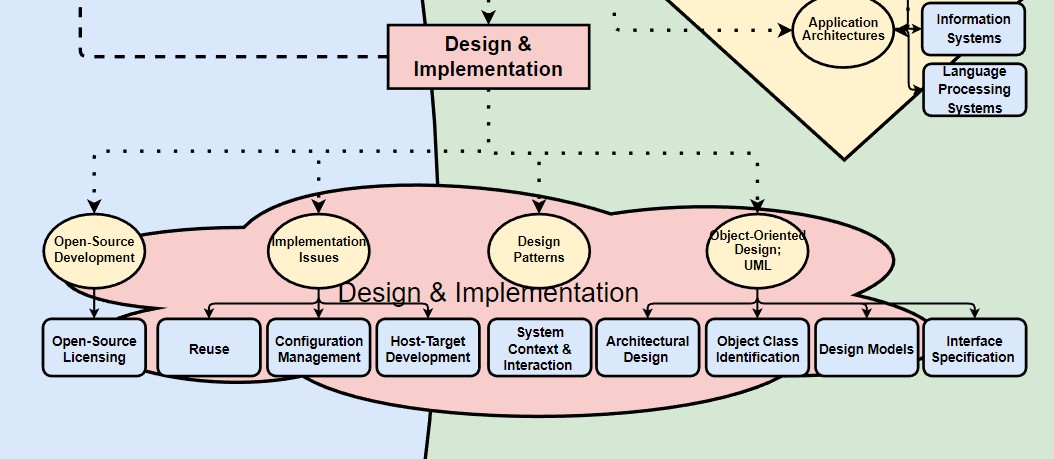 Design &
Implementation
Application
Architectures
Information
Systems
Language
Processing
Systems
Open-Source
Development
Implementation
Issues
Design
Patterns
Object-Oriented
Design;
UML
Design & Implementation
Open-Source
Licensing
Reuse
Configuration
Management
Host-Target
Development
System
Context &
Interaction
Architectural
Design
Object Class
Identification
Design Models
Interface
Specification